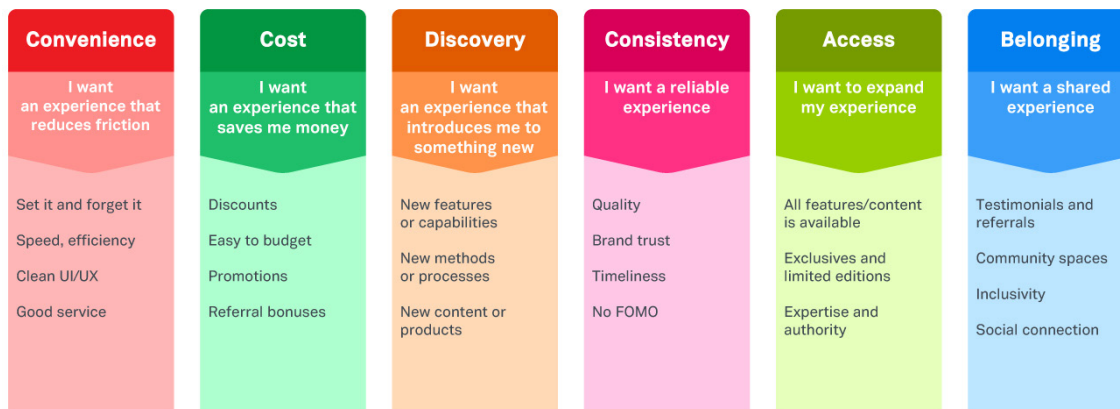 Convenience
I want
an experience that
reduces friction
Set it and forget it
Speed, efficiency
Clean UI/UX
Good service
Cost
I want
an experience that
saves me money
Discounts
Easy to budget
Promotions
Referral bonuses
Discovery
I want
an experience that
introduces me to
something new
New features
or capabilities
New methods
or processes
New content or
products
Consistency
I want a reliable
experience
Quality
Brand trust
Timeliness
No FOMO
Access
I want to expand
my experience
All features/content
is available
Exclusives and
limited editions
Expertise and
authority
Belonging
I want a shared
experience
Testimonials and
referrals
Community spaces
Inclusivity
Social connection